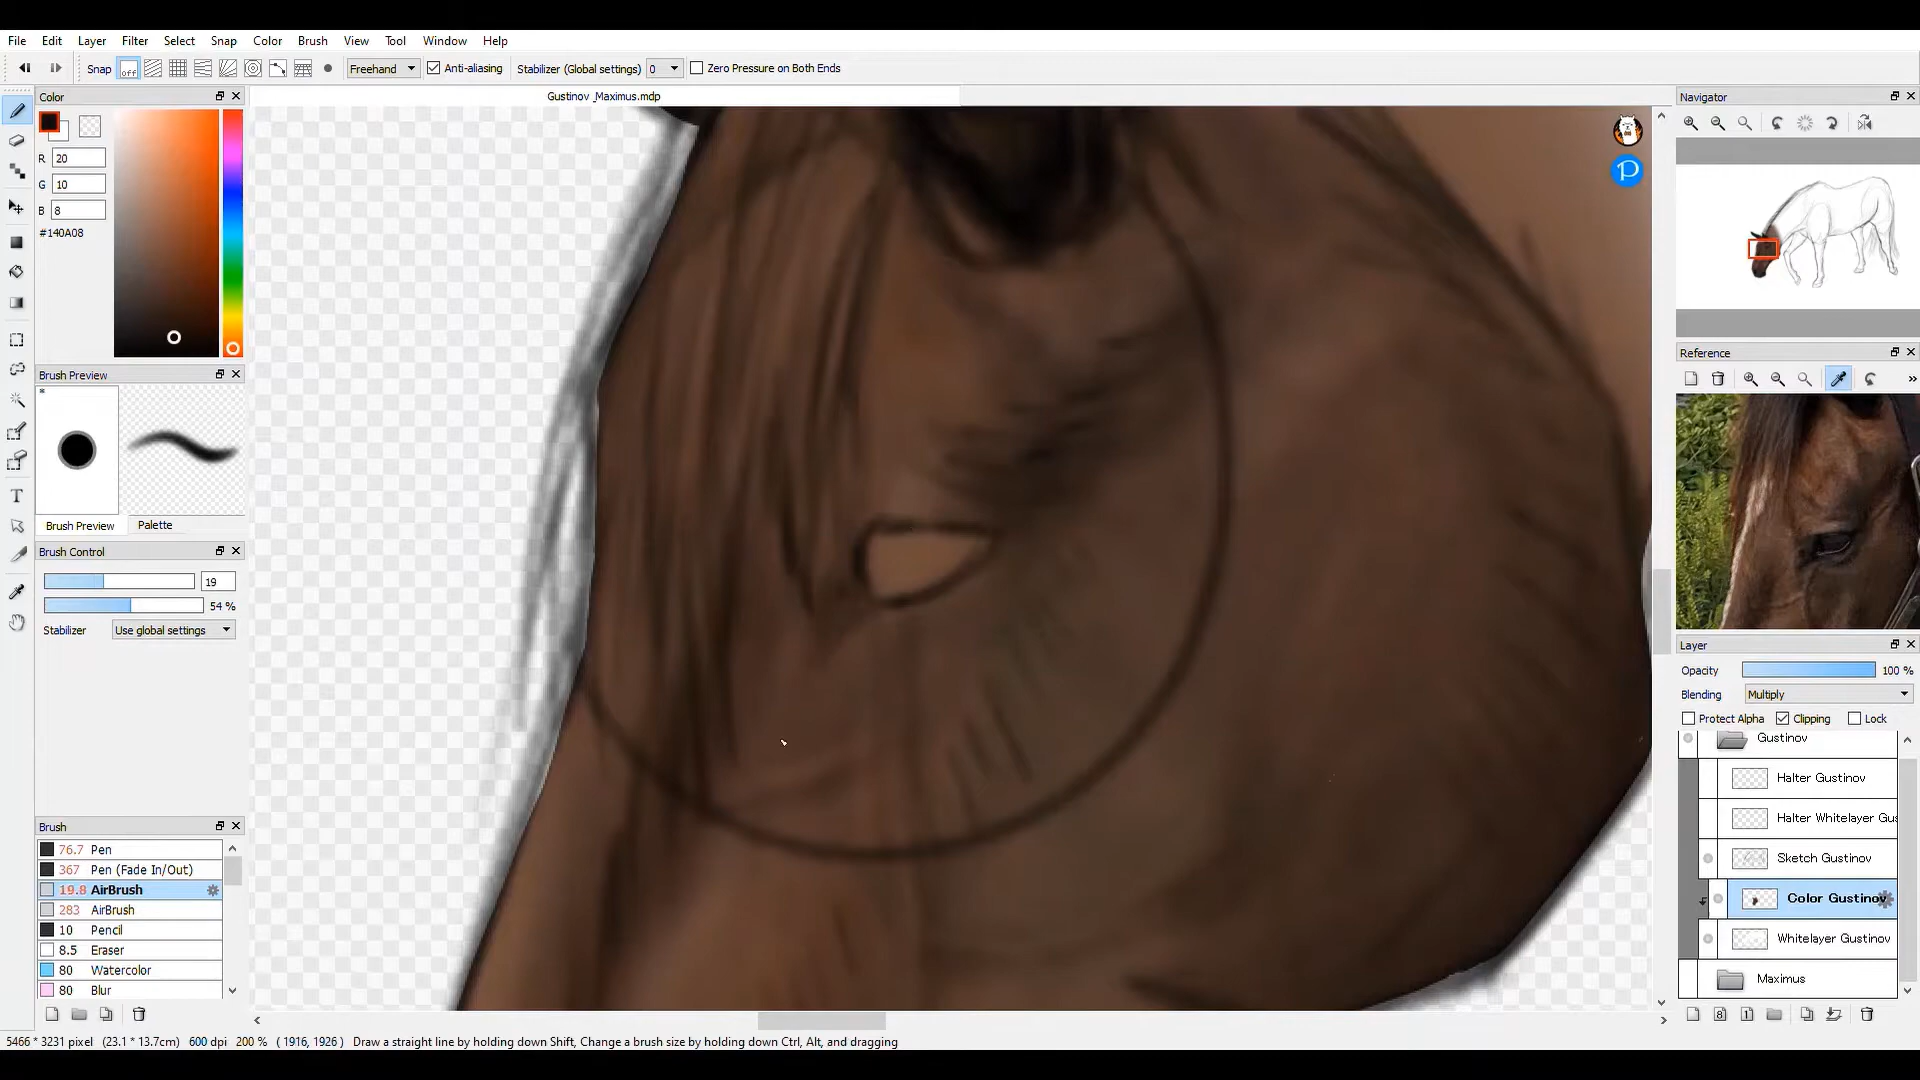 File Edit Layer Filter Select Snap Color Brush View Tool Window Help
Snap off Freehand Anti-aliasing Stabilizer (Global settings) 0 Zero Pressure on Both Ends
Color
Gustinov_Maximus.mdp
Navigator
R 20
G 10
B 8
#140A08
Brush Preview
Brush Preview Palette
Brush Control
19
54 %
Stabilizer Use global settings
Brush
76.7 Pen
367 Pen (Fade In/Out)
19.8 AirBrush
283 AirBrush
10 Pencil
8.5 Eraser
80 Watercolor
80 Blur
Reference
Layer
Opacity 100 %
Blending Multiply
Protect Alpha Clipping Lock
Gustinov
Halter Gustinov
Halter Whitelayer Gus
Sketch Gustinov
Color Gustinov
Whitelayer Gustinov
Maximus
5466 * 3231 pixel (23.1 * 13.7cm) 600 dpi 200 % ( 1916, 1926 ) Draw a straight line by holding down Shift, Change a brush size by holding down Ctrl, Alt, and dragging